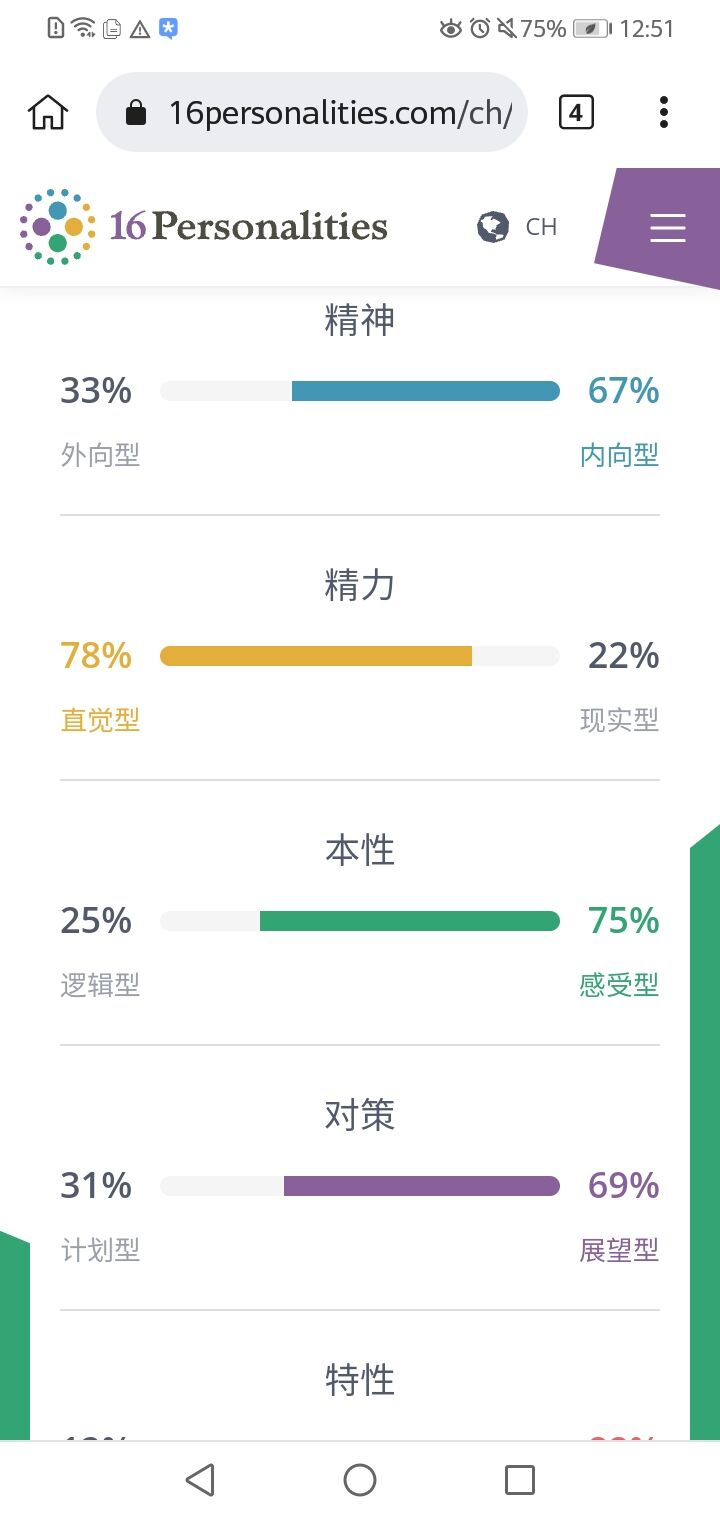 75% 12:51
16personalities.com/ch/
4
16Personalities CH
精神
33% 67%
外向型 内向型
精力
78% 22%
直觉型 现实型
本性
25% 75%
逻辑型 感受型
对策
31% 69%
计划型 展望型
特性